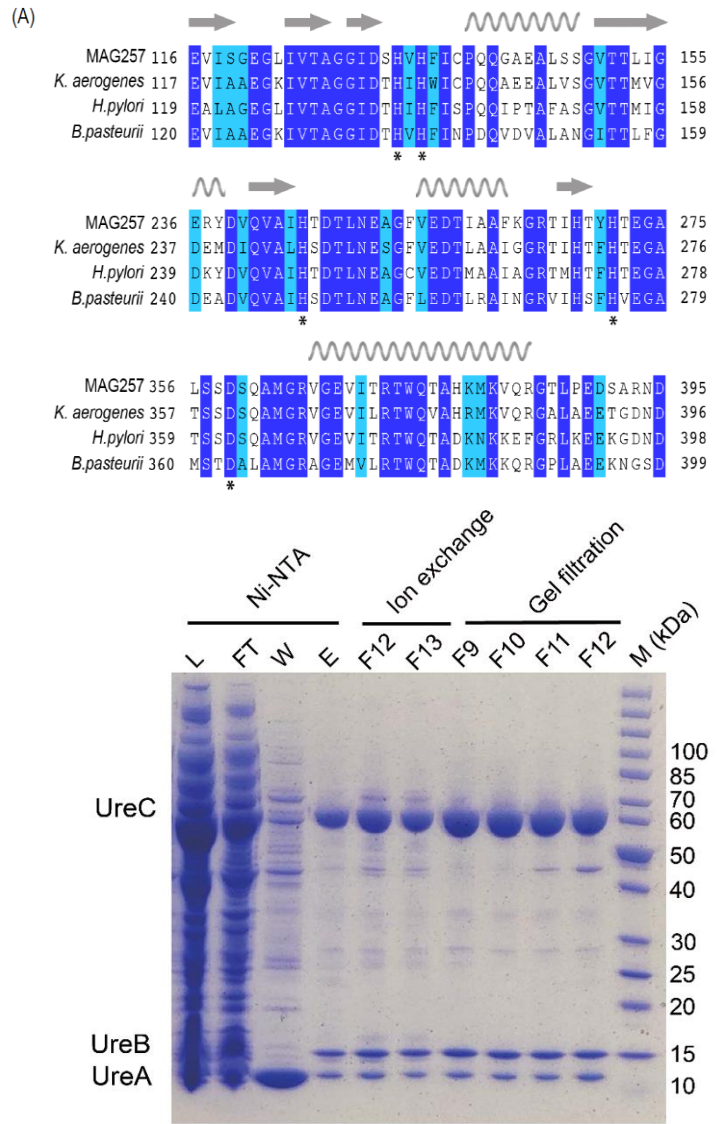 (A)
MAG257 116 EVISGEGLIVTAGGIDSHVHFICPQQGAEALSSGVTTLIG 155
K. aerogenes 117 EVIAAEGKIVTAGGIDTHIHWICPQQAEEALVSGVTTMVG 156
H.pylori 119 EALAGEGLIVTAGGIDTHIHFISPQQIPTAFASGVTTMIG 158
B.pasteurii 120 EVIAAEGKIVTAGGIDTHVHFINPDQVDVALANGITTLFG 159
* *
MAG257 236 ERYDVQVAIHTDTLNEAGFVEDTIAAFKGRTIHTYHTEGA 275
K. aerogenes 237 DEMDIQVALHSDTLNESGFVEDTLAAIGGRTIHTFHTEGA 276
H.pylori 239 DKYDVQVAIHTDTLNEAGCVEDTMAAIAGRTMHTFHTEGA 278
B.pasteurii 240 DEADVQVAIHSDTLNEAGFLEDTLRAINGRVIHSFHVEGA 279
* *
MAG257 356 LSSDSQAMGRVGEVITRTWQTAHKMKVQRGTLPEDSARND 395
K. aerogenes 357 TSSDSQAMGRVGEVILRTWQVAHRMKVQRGALAEETGDND 396
H.pylori 359 TSSDSQAMGRVGEVITRTWQTADKNKKEFGRLKEEKGDND 398
B.pasteurii 360 MSTDALAMGRAGEMVLRTWQTADKMKKQRGPLAEEKNGSD 399
*
Ni-NTA Ion exchange Gel filtration
L FT W E F12 F13 F9 F10 F11 F12 M (kDa)
100
85
70
UreC 60
50
40
30
25
20
UreB 15
UreA 10